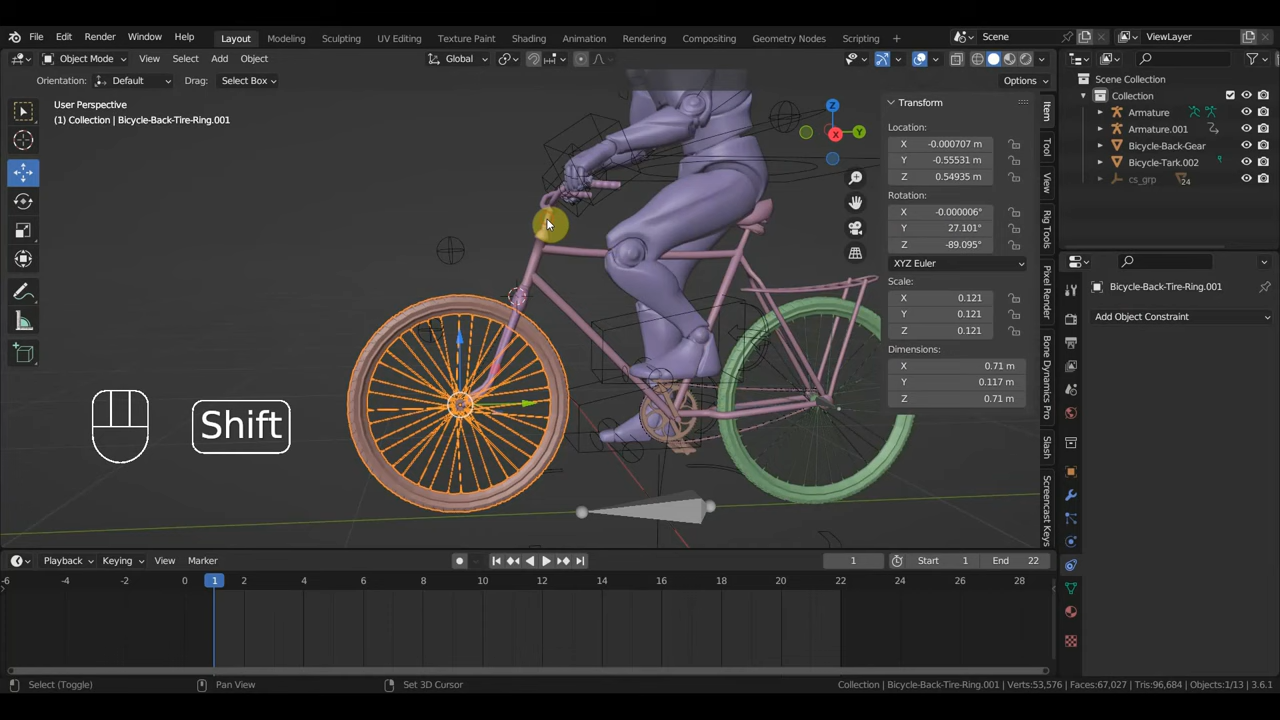 File Edit Render Window Help Layout Modeling Sculpting UV Editing Texture Paint Shading Animation Rendering Compositing Geometry Nodes Scripting + Scene ViewLayer
Object Mode View Select Add Object Global Options
Orientation: Default Drag: Select Box
User Perspective
(1) Collection | Bicycle-Back-Tire-Ring.001
Z
Y
X
Transform
Location:
X -0.000707 m
Y -0.55531 m
Z 0.54935 m
Rotation:
X -0.000006°
Y 27.101°
Z -89.095°
XYZ Euler
Scale:
X 0.121
Y 0.121
Z 0.121
Dimensions:
X 0.71 m
Y 0.117 m
Z 0.71 m
Item
Tool
View
Rig Tools
Pixel Render
Bone Dynamics Pro
Slash
Screencast Keys
Scene Collection
Collection
Armature
Armature.001
Bicycle-Back-Gear
Bicycle-Tark.002
cs_grp 24
Bicycle-Back-Tire-Ring.001
Add Object Constraint
Shift
Playback Keying View Marker 1 Start 1 End 22
-6 -4 -2 0 1 2 4 6 8 10 12 14 16 18 20 22 24 26 28
Select (Toggle) Pan View Set 3D Cursor Collection | Bicycle-Back-Tire-Ring.001 | Verts:53,576 | Faces:67,027 | Tris:96,684 | Objects:1/13 | 3.6.1